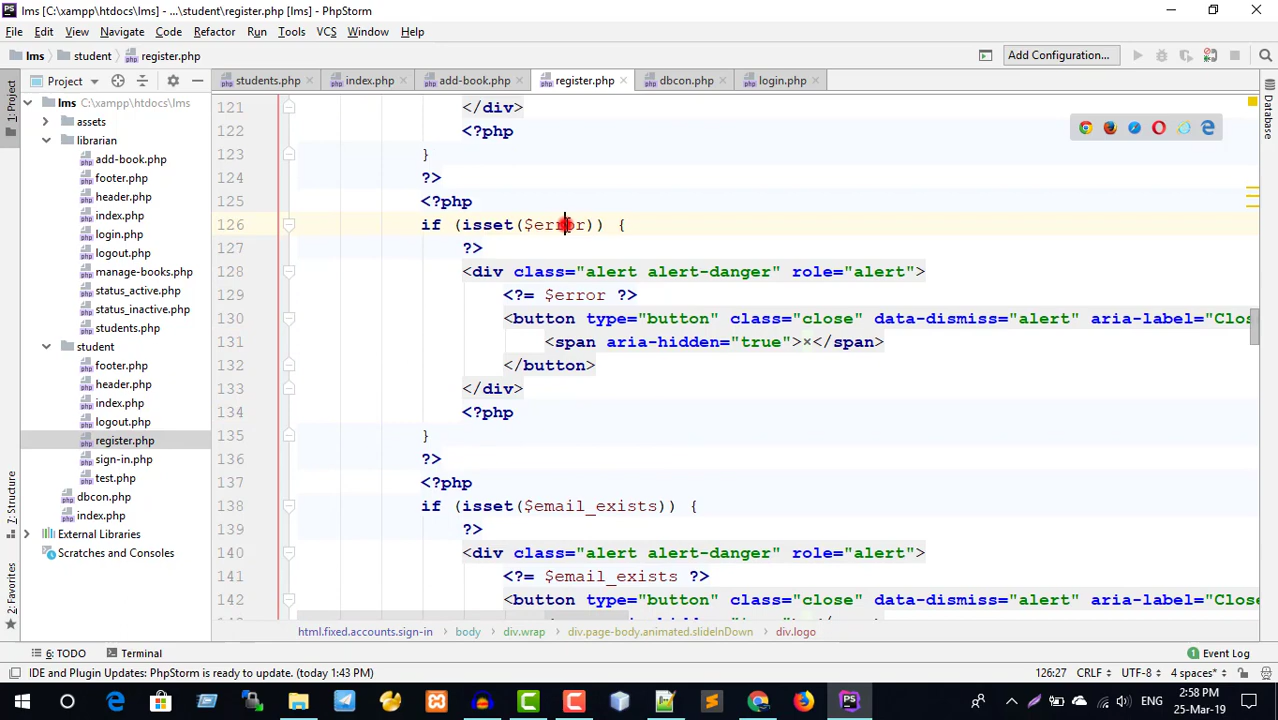 PS lms [C:\xampp\htdocs\lms] - ...\student\register.php [lms] - PhpStorm
File Edit View Navigate Code Refactor Run Tools VCS Window Help
lms student register.php Add Configuration...
Project students.php index.php add-book.php register.php dbcon.php login.php
1: Project
Database
Z: Structure
2: Favorites
lms C:\xampp\htdocs\lms
assets
librarian
add-book.php
footer.php
header.php
index.php
login.php
logout.php
manage-books.php
status_active.php
status_inactive.php
students.php
student
footer.php
header.php
index.php
logout.php
register.php
sign-in.php
test.php
dbcon.php
index.php
External Libraries
Scratches and Consoles
121 </div>
122 <?php
123 }
124 ?>
125 <?php
126 if (isset($error)) {
127 ?>
128 <div class="alert alert-danger" role="alert">
129 <?= $error ?>
130 <button type="button" class="close" data-dismiss="alert" aria-label="Clos
131 <span aria-hidden="true">×</span>
132 </button>
133 </div>
134 <?php
135 }
136 ?>
137 <?php
138 if (isset($email_exists)) {
139 ?>
140 <div class="alert alert-danger" role="alert">
141 <?= $email_exists ?>
142 <button type="button" class="close" data-dismiss="alert" aria-label="Close
html.fixed.accounts.sign-in body div.wrap div.page-body.animated.slideInDown div.logo
6: TODO Terminal 1 Event Log
IDE and Plugin Updates: PhpStorm is ready to update. (today 1:43 PM) 126:27 CRLF UTF-8 4 spaces
ENG 2:58 PM
25-Mar-19